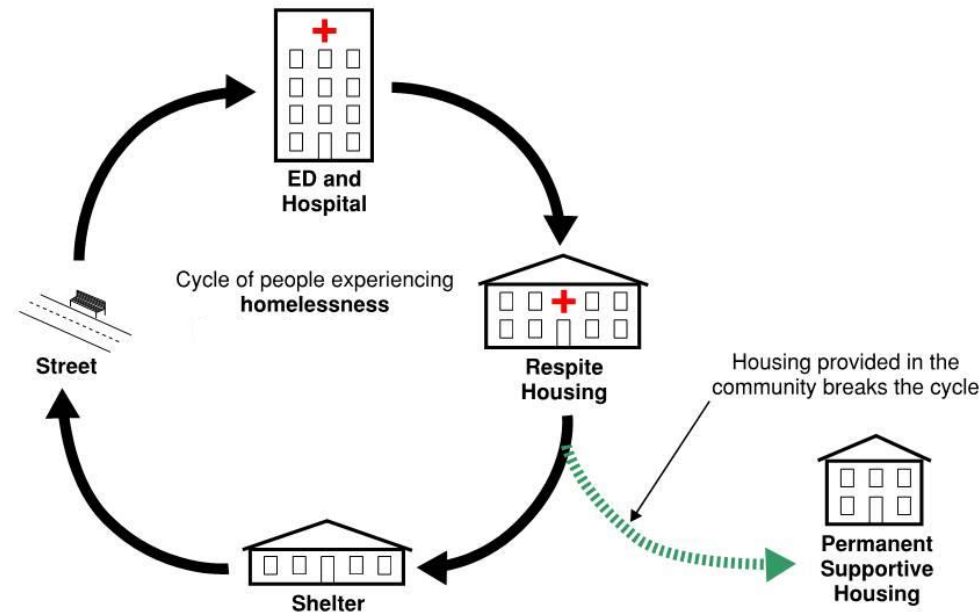 ED and
Hospital
Cycle of people experiencing
homelessness
Respite
Housing
Street
Housing provided in the
community breaks the cycle
Permanent
Supportive
Housing
Shelter